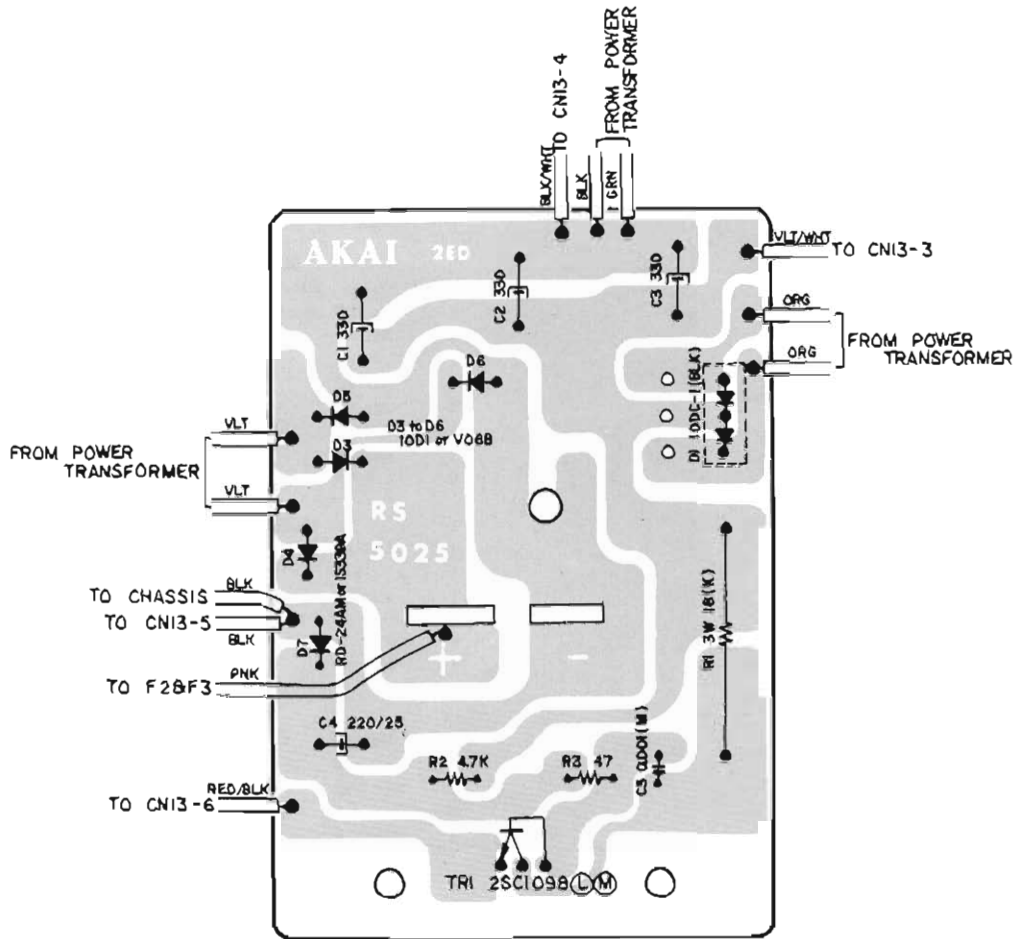 FROM POWER
TRANSFORMER
TO CN13-4
BLK/WHT
BLK
GRN
AKAI 2ED
VLT/WHT
TO CN13-3
C1 330
C2 330
C3 330
ORG
FROM POWER
TRANSFORMER
ORG
D6
D1 10DC-1(BLK)
D5
D3 to D6
10D1 or V06B
VLT
D3
FROM POWER
TRANSFORMER
VLT
RS
5025
D4
RD-24AM or 1S330A
BLK
TO CHASSIS
TO CN13-5
BLK
D7
R1 3W 18(K)
+ -
PNK
TO F2&F3
C4 220/25
R2 4.7K
R3 47
C5 0.001(M)
RED/BLK
TO CN13-6
TR1 2SC1098 L M